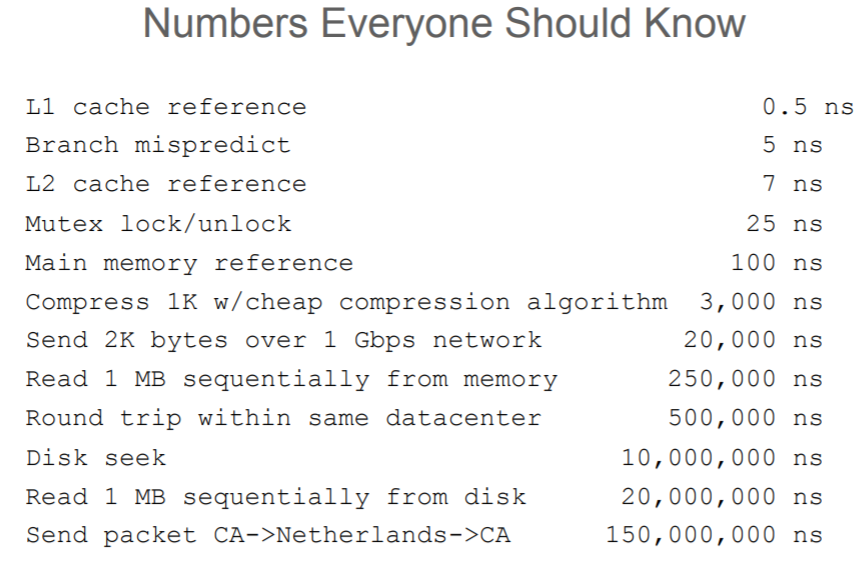 Numbers Everyone Should Know
L1 cache reference 0.5 ns
Branch mispredict 5 ns
L2 cache reference 7 ns
Mutex lock/unlock 25 ns
Main memory reference 100 ns
Compress 1K w/cheap compression algorithm 3,000 ns
Send 2K bytes over 1 Gbps network 20,000 ns
Read 1 MB sequentially from memory 250,000 ns
Round trip within same datacenter 500,000 ns
Disk seek 10,000,000 ns
Read 1 MB sequentially from disk 20,000,000 ns
Send packet CA->Netherlands->CA 150,000,000 ns